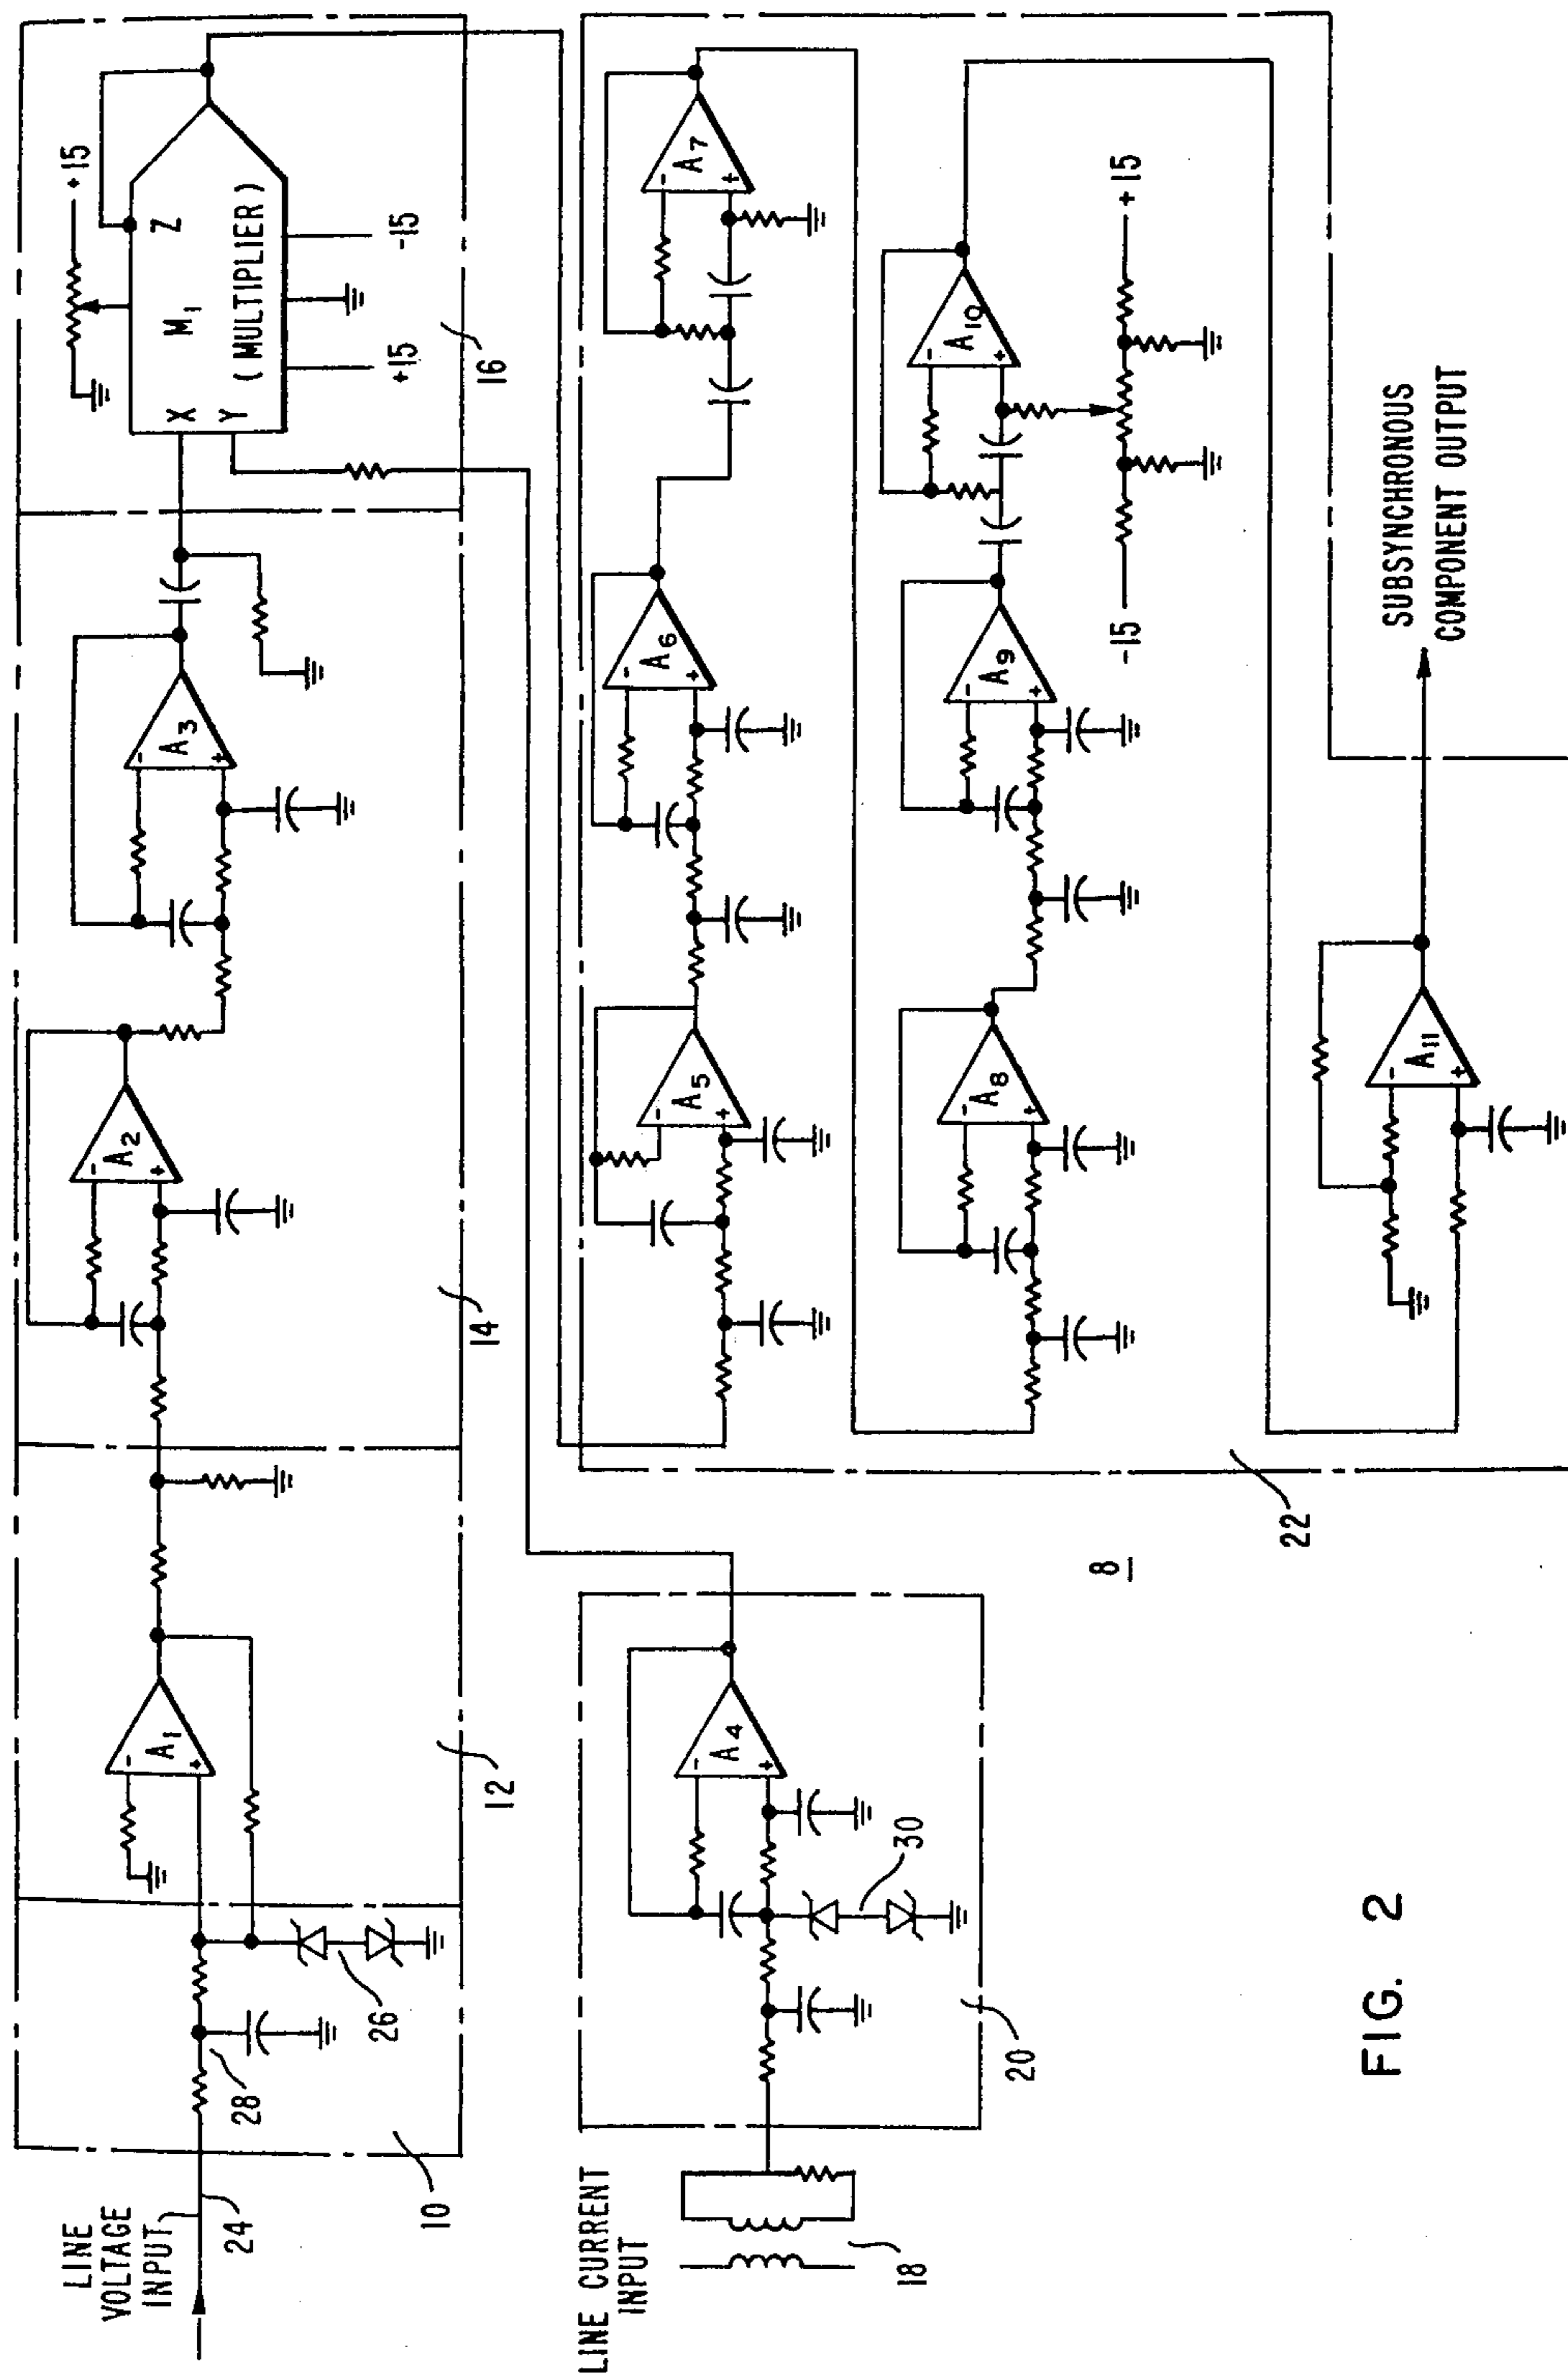 LINE
VOLTAGE
INPUT
24
28
26
10
A1
-
+
12
A2
-
+
14
A3
-
+
X
Y
M1
Z
(MULTIPLIER)
+15
+15
-15
16
LINE CURRENT
INPUT
18
20
30
A4
-
+
8
22
A5
-
+
A6
-
+
A7
-
+
A8
-
+
A9
-
+
A10
-
+
-15
+15
A11
-
+
SUBSYNCHRONOUS
COMPONENT OUTPUT
FIG. 2